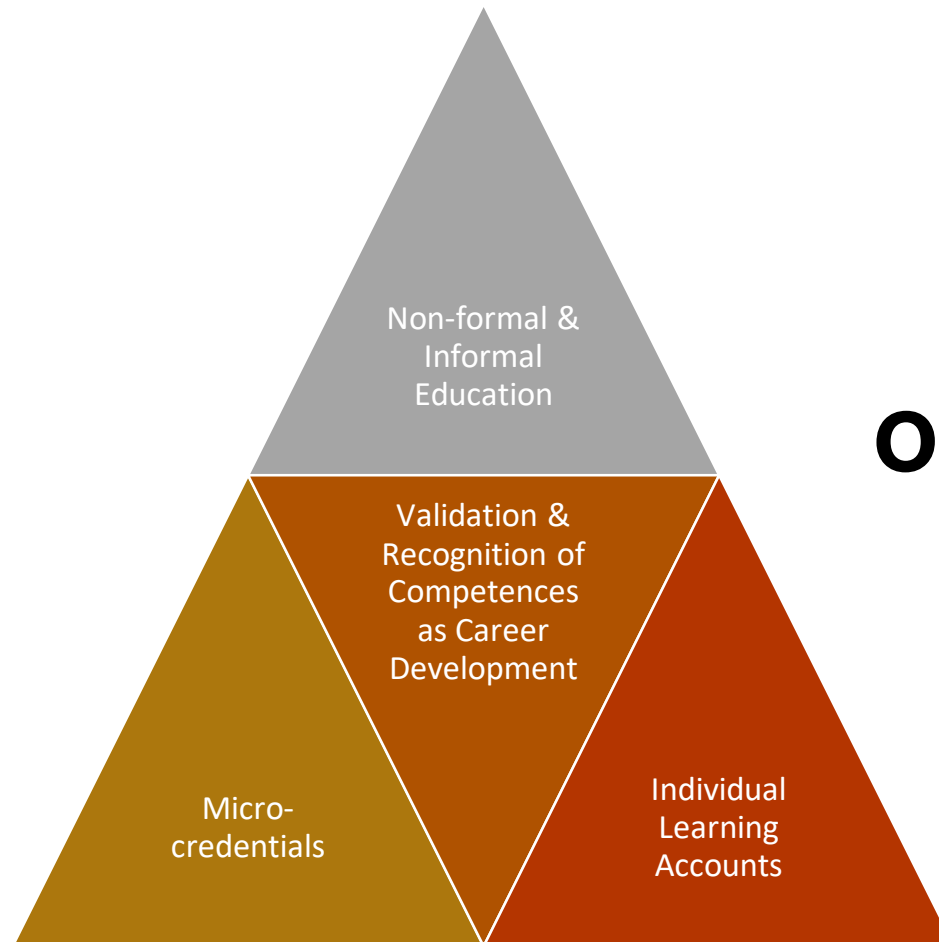 Non-formal &
Informal
Education
O
Validation &
Recognition of
Competences
as Career
Development
Micro-
credentials
Individual
Learning
Accounts